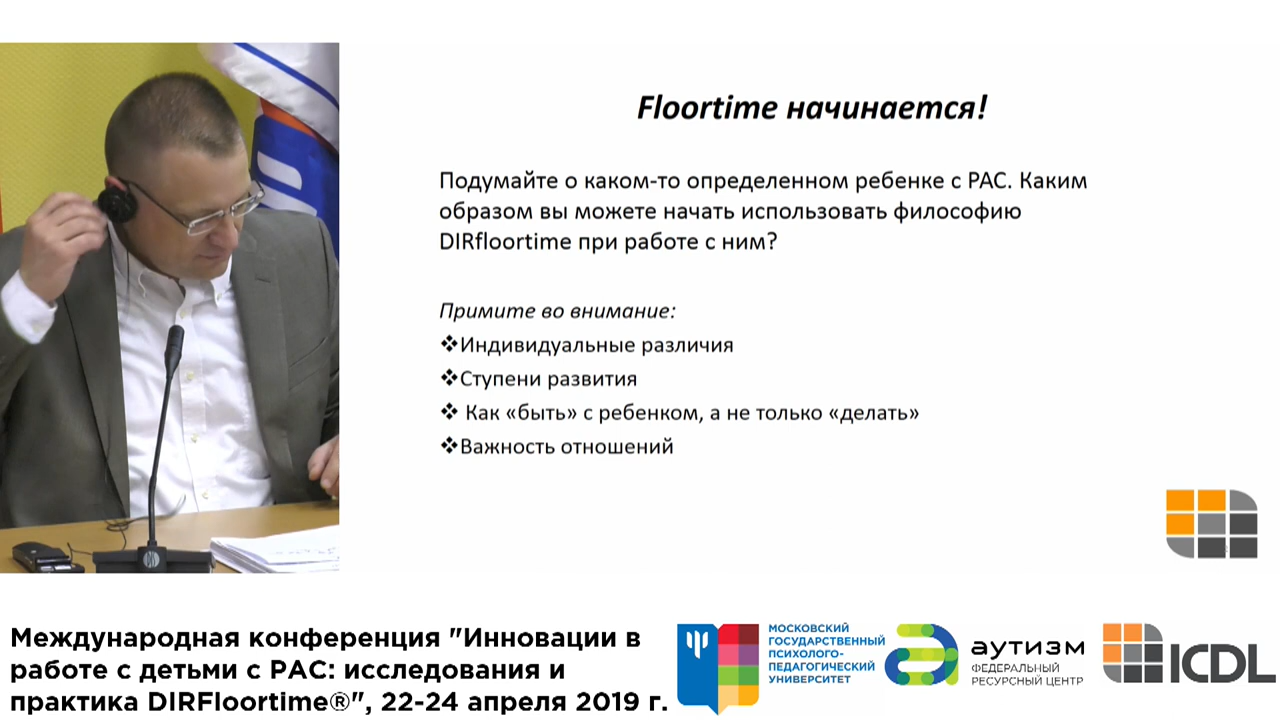 Floortime начинается!
Подумайте о каком-то определенном ребенке с РАС. Каким
образом вы можете начать использовать философию
DIRfloortime при работе с ним?
Примите во внимание:
❖Индивидуальные различия
❖Ступени развития
❖ Как «быть» с ребенком, а не только «делать»
❖Важность отношений
Международная конференция "Инновации в
работе с детьми с РАС: исследования и
практика DIRFloortime®", 22-24 апреля 2019 г.
МОСКОВСКИЙ
ГОСУДАРСТВЕННЫЙ
ПСИХОЛОГО-
ПЕДАГОГИЧЕСКИЙ
УНИВЕРСИТЕТ
аутизм
ФЕДЕРАЛЬНЫЙ
РЕСУРСНЫЙ ЦЕНТР
ICDL